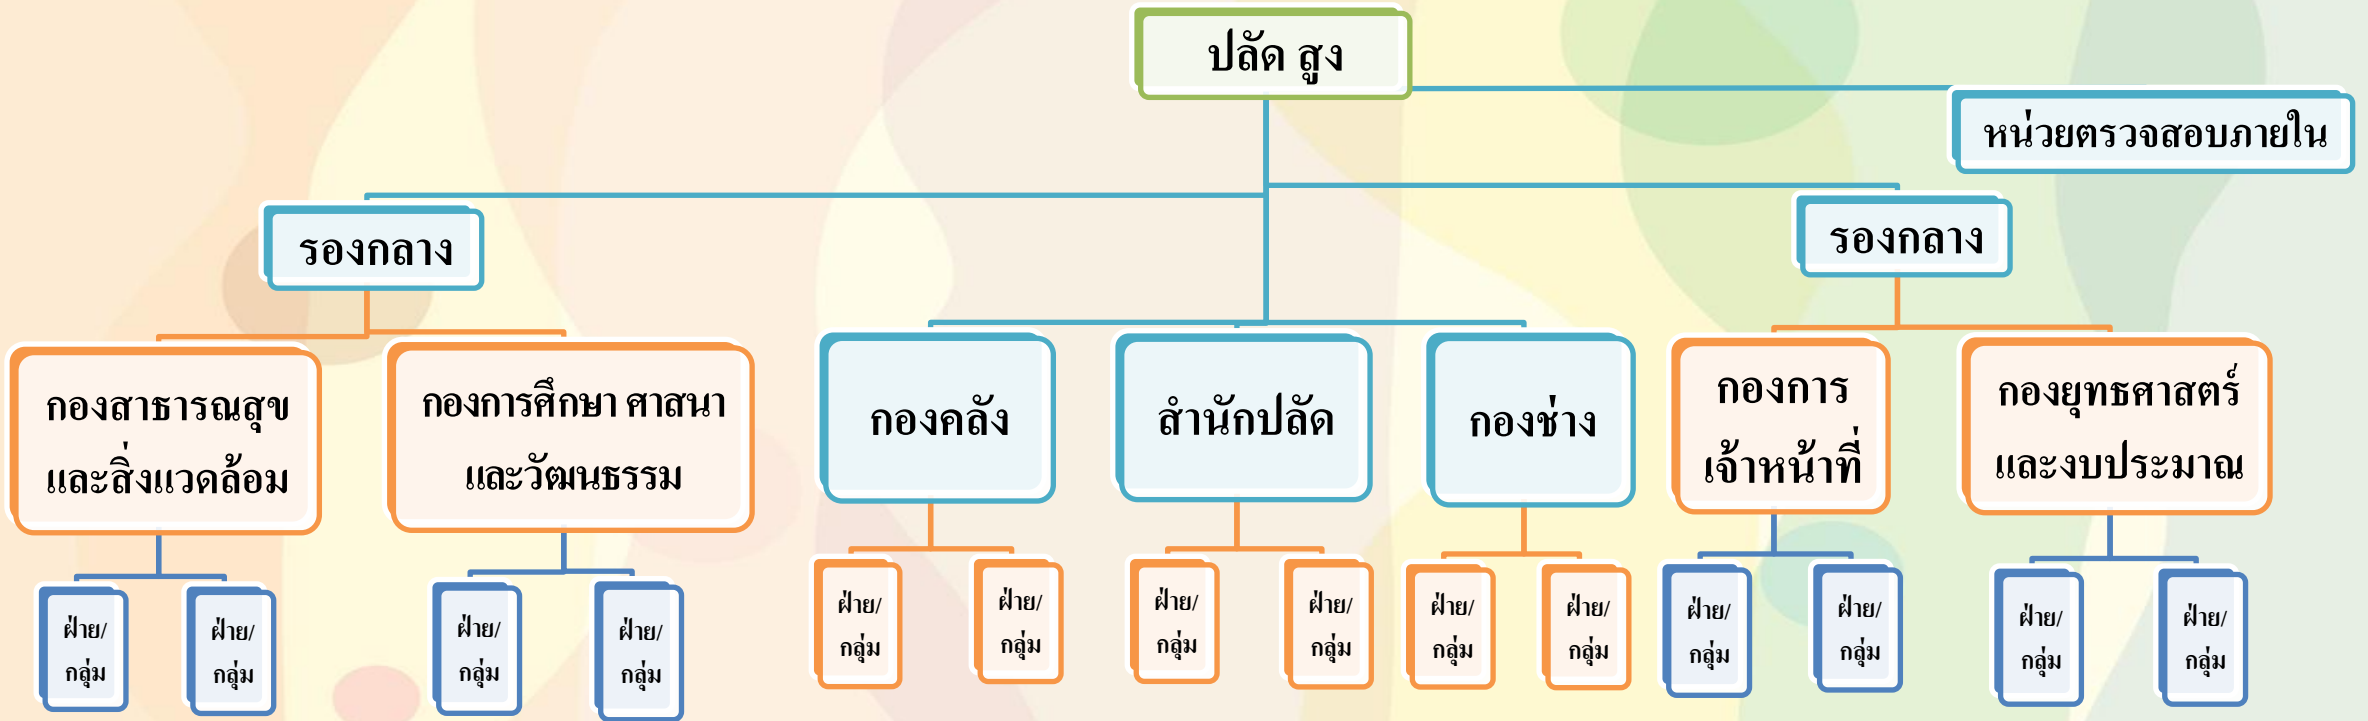 ปลัด สูง
หน่วยตรวจสอบภายใน
รองกลาง
รองกลาง
กองสาธารณสุข
และสิ่งแวดล้อม
กองการศึกษา ศาสนา
และวัฒนธรรม
กองคลัง
สำนักปลัด
กองช่าง
กองการ
เจ้าหน้าที่
กองยุทธศาสตร์
และงบประมาณ
ฝ่าย/
กลุ่ม
ฝ่าย/
กลุ่ม
ฝ่าย/
กลุ่ม
ฝ่าย/
กลุ่ม
ฝ่าย/
กลุ่ม
ฝ่าย/
กลุ่ม
ฝ่าย/
กลุ่ม
ฝ่าย/
กลุ่ม
ฝ่าย/
กลุ่ม
ฝ่าย/
กลุ่ม
ฝ่าย/
กลุ่ม
ฝ่าย/
กลุ่ม
ฝ่าย/
กลุ่ม
ฝ่าย/
กลุ่ม